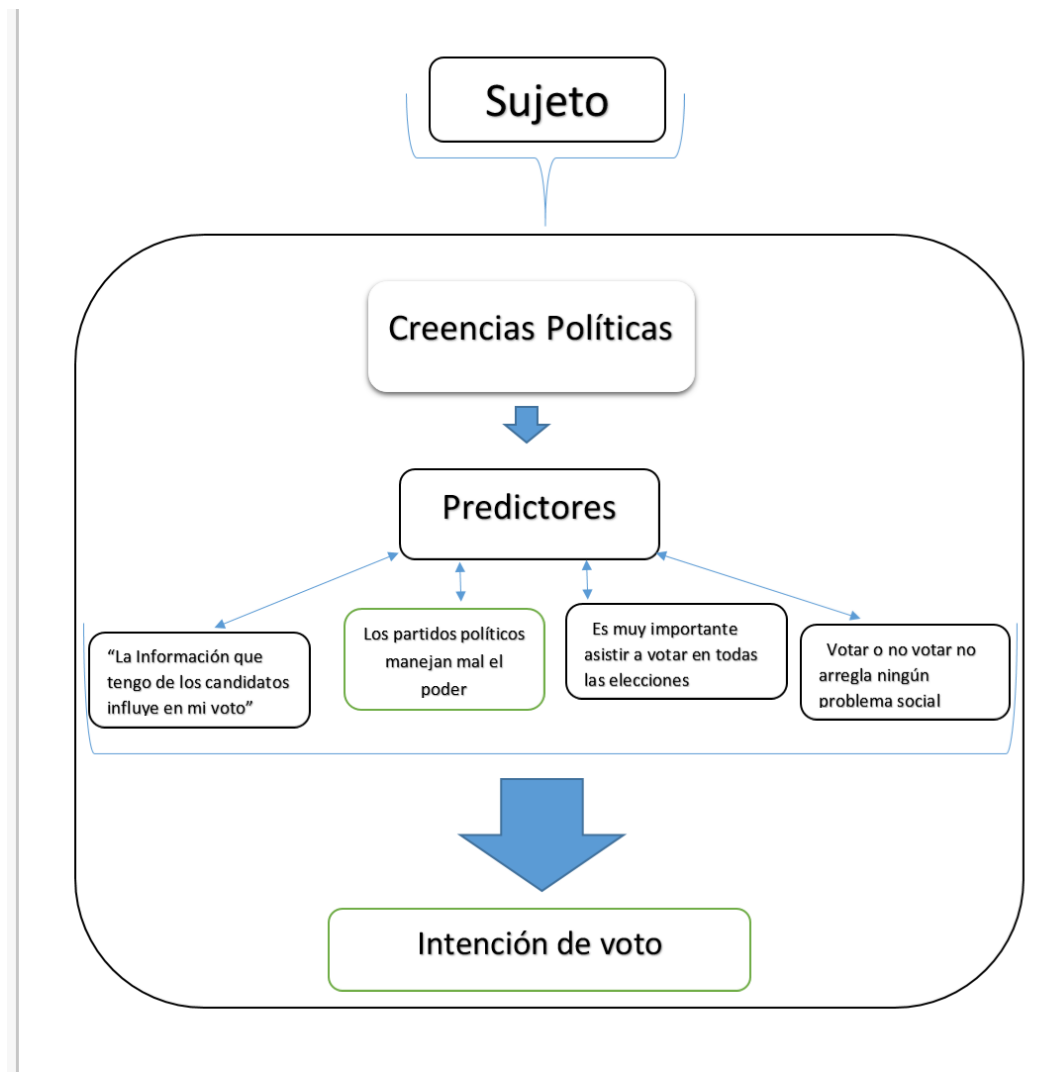 Sujeto
Creencias Políticas
Predictores
“La Información que
tengo de los candidatos
influye en mi voto”
Los partidos políticos
manejan mal el
poder
Es muy importante
asistir a votar en todas
las elecciones
Votar o no votar no
arregla ningún
problema social
Intención de voto